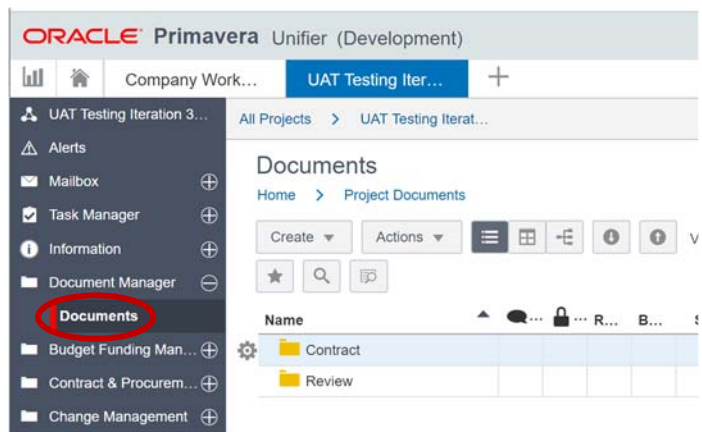 ORACLE Primavera Unifier (Development)
Company Work... UAT Testing Iter...
UAT Testing Iteration 3...
All Projects > UAT Testing Iterat...
Alerts
Mailbox
Task Manager
Information
Document Manager
Documents
Budget Funding Man...
Contract & Procurem...
Change Management
Documents
Home > Project Documents
Create Actions
Name ... ... R... B...
Contract
Review